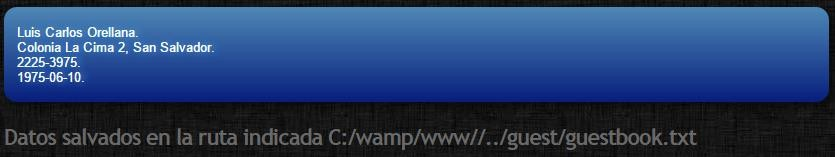 Luis Carlos Orellana.
Colonia La Cima 2, San Salvador.
2225-3975.
1975-06-10.
Datos salvados en la ruta indicada C:/wamp/www//../guest/guestbook.txt